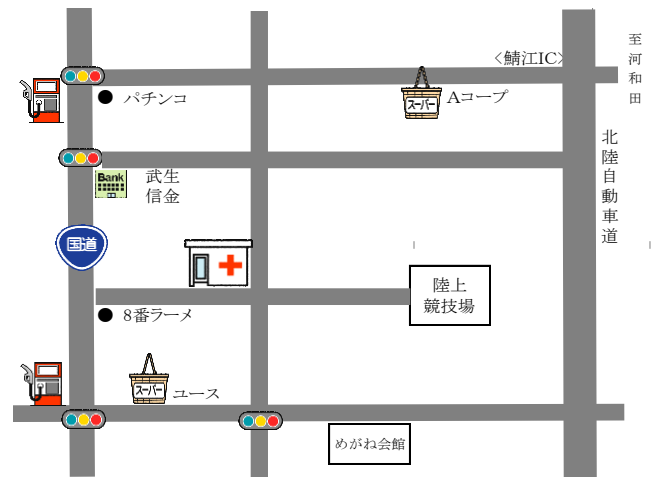 至河和田
<鯖江IC>
パチンコ
スーパー
Aコープ
北陸自動車道
Bank
武生
信金
国道
陸上
競技場
8番ラーメ
スーパー
ユース
めがね会館